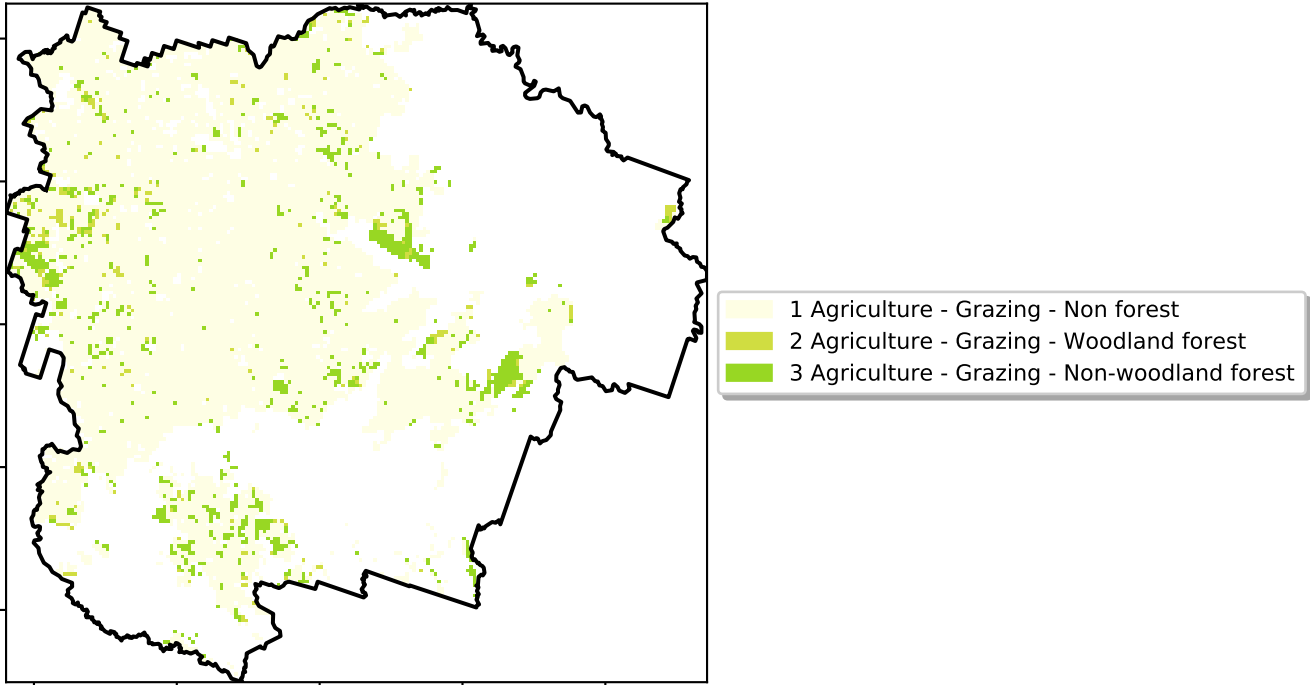 1 Agriculture - Grazing - Non forest
2 Agriculture - Grazing - Woodland forest
3 Agriculture - Grazing - Non-woodland forest